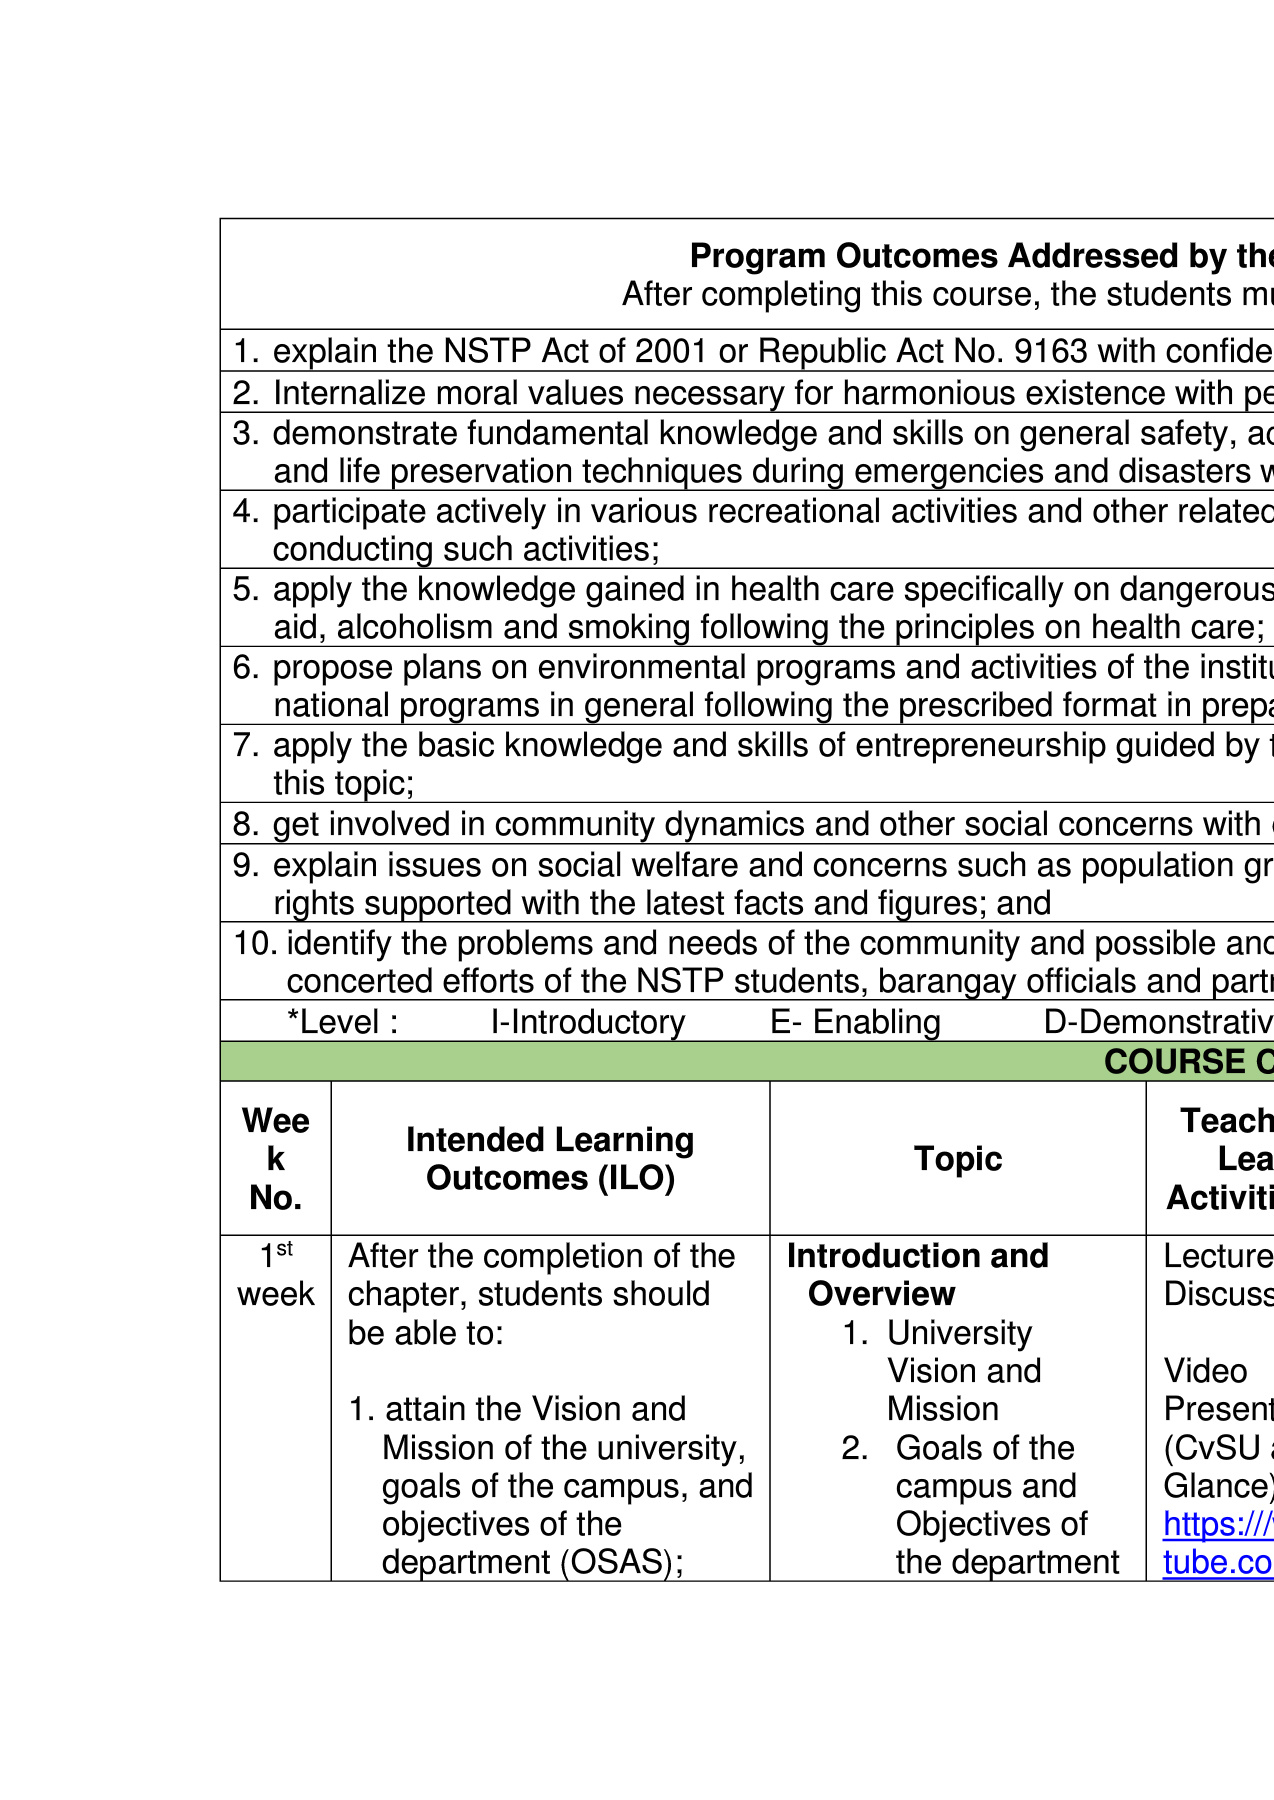 Program Outcomes Addressed by the
After completing this course, the students mu
1. explain the NSTP Act of 2001 or Republic Act No. 9163 with confide
2. Internalize moral values necessary for harmonious existence with pe
3. demonstrate fundamental knowledge and skills on general safety, ac
and life preservation techniques during emergencies and disasters w
4. participate actively in various recreational activities and other related
conducting such activities;
5. apply the knowledge gained in health care specifically on dangerous
aid, alcoholism and smoking following the principles on health care;
6. propose plans on environmental programs and activities of the institu
national programs in general following the prescribed format in prepa
7. apply the basic knowledge and skills of entrepreneurship guided by t
this topic;
8. get involved in community dynamics and other social concerns with
9. explain issues on social welfare and concerns such as population gr
rights supported with the latest facts and figures; and
10. identify the problems and needs of the community and possible and
concerted efforts of the NSTP students, barangay officials and partn
*Level : I-Introductory E- Enabling D-Demonstrativ
COURSE C
Wee
k
No.
Intended Learning
Outcomes (ILO)
Topic
Teach
Lea
Activiti
1st
week
After the completion of the
chapter, students should
be able to:
1. attain the Vision and
Mission of the university,
goals of the campus, and
objectives of the
department (OSAS);
Introduction and
Overview
1. University
Vision and
Mission
2. Goals of the
campus and
Objectives of
the department
Lecture
Discuss
Video
Present
(CvSU a
Glance)
https:///
tube.co